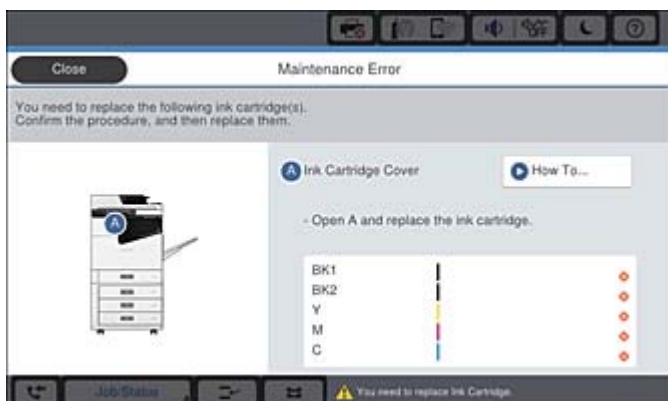 Close
Maintenance Error
You need to replace the following ink cartridge(s).
Confirm the procedure, and then replace them.
A Ink Cartridge Cover
How To...
A
- Open A and replace the ink cartridge.
BK1
BK2
Y
M
C
Job/Status
You need to replace Ink Cartridge.